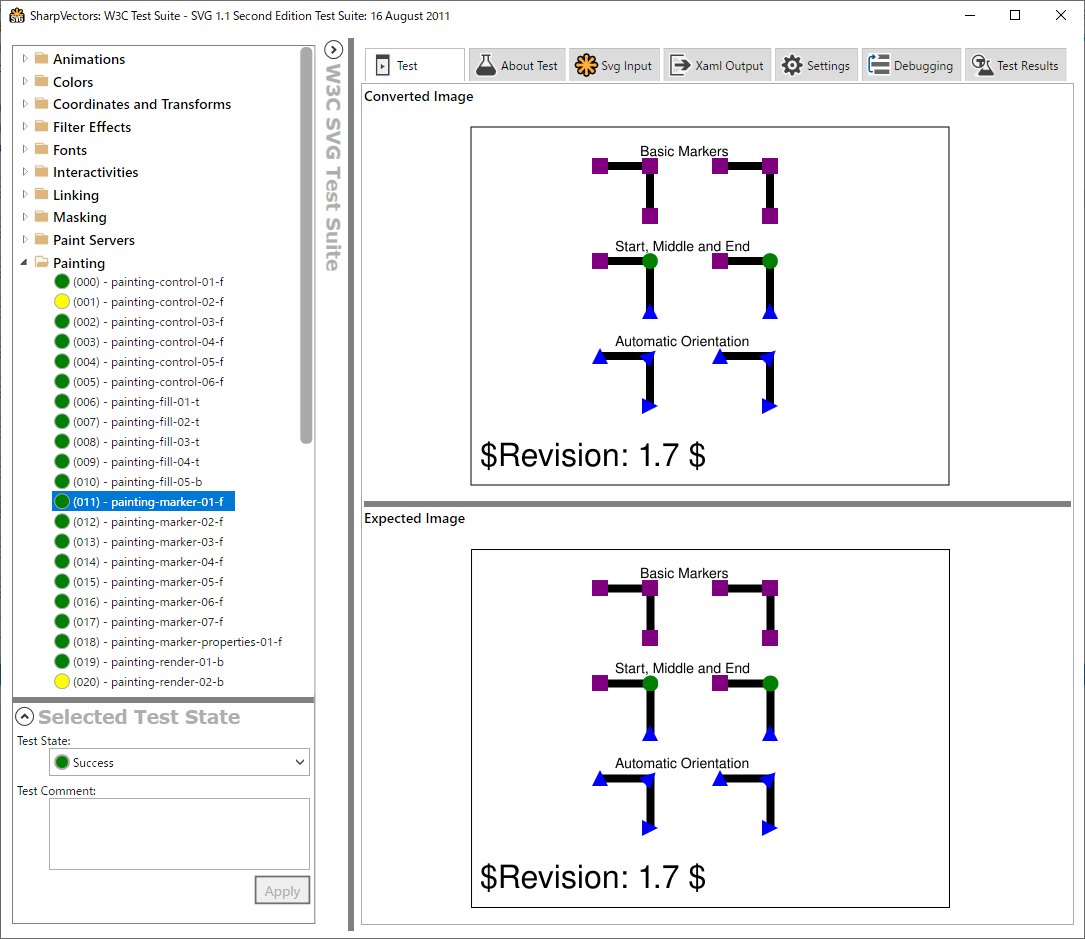 SharpVectors: W3C Test Suite - SVG 1.1 Second Edition Test Suite: 16 August 2011
Animations
Colors
Coordinates and Transforms
Filter Effects
Fonts
Interactivities
Linking
Masking
Paint Servers
Painting
(000) - painting-control-01-f
(001) - painting-control-02-f
(002) - painting-control-03-f
(003) - painting-control-04-f
(004) - painting-control-05-f
(005) - painting-control-06-f
(006) - painting-fill-01-t
(007) - painting-fill-02-t
(008) - painting-fill-03-t
(009) - painting-fill-04-t
(010) - painting-fill-05-b
(011) - painting-marker-01-f
(012) - painting-marker-02-f
(013) - painting-marker-03-f
(014) - painting-marker-04-f
(015) - painting-marker-05-f
(016) - painting-marker-06-f
(017) - painting-marker-07-f
(018) - painting-marker-properties-01-f
(019) - painting-render-01-b
(020) - painting-render-02-b
Selected Test State
Test State:
Success
Test Comment:
Apply
W3C SVG Test Suite
Test
About Test
Svg Input
Xaml Output
Settings
Debugging
Test Results
Converted Image
Basic Markers
Start, Middle and End
Automatic Orientation
$Revision: 1.7 $
Expected Image
Basic Markers
Start, Middle and End
Automatic Orientation
$Revision: 1.7 $